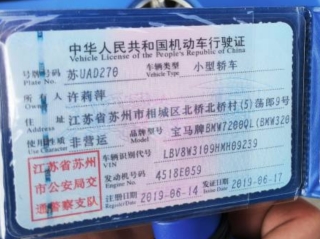 中华人民共和国机动车行驶证
Vehicle License of the People's Republic of China
号牌号码 苏UAD270 车辆类型 小型轿车
Plate No. Vehicle Type
所有人 许莉萍
Owner
住址 江苏省苏州市相城区北桥北桥村(5)荡郎9号
Address
使用性质 非营运 品牌型号 宝马牌BMW7200QL(BMW320
Use Character Model
江苏省苏州
市公安局交
通警察支队
车辆识别代号 LBV8W3109HMH09239
VIN
发动机号码 4518E059
Engine No.
注册日期 2019-06-14 发证日期 2019-06-17
Register Date Issue Date